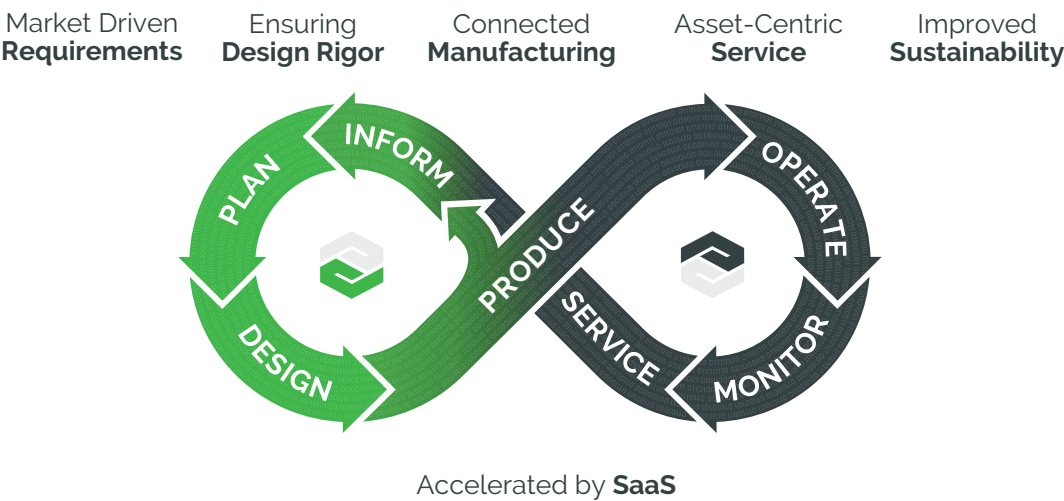 Market Driven
Requirements
Ensuring
Design Rigor
Connected
Manufacturing
Asset-Centric
Service
Improved
Sustainability
INFORM
PLAN
DESIGN
PRODUCE
OPERATE
MONITOR
SERVICE
Accelerated by SaaS